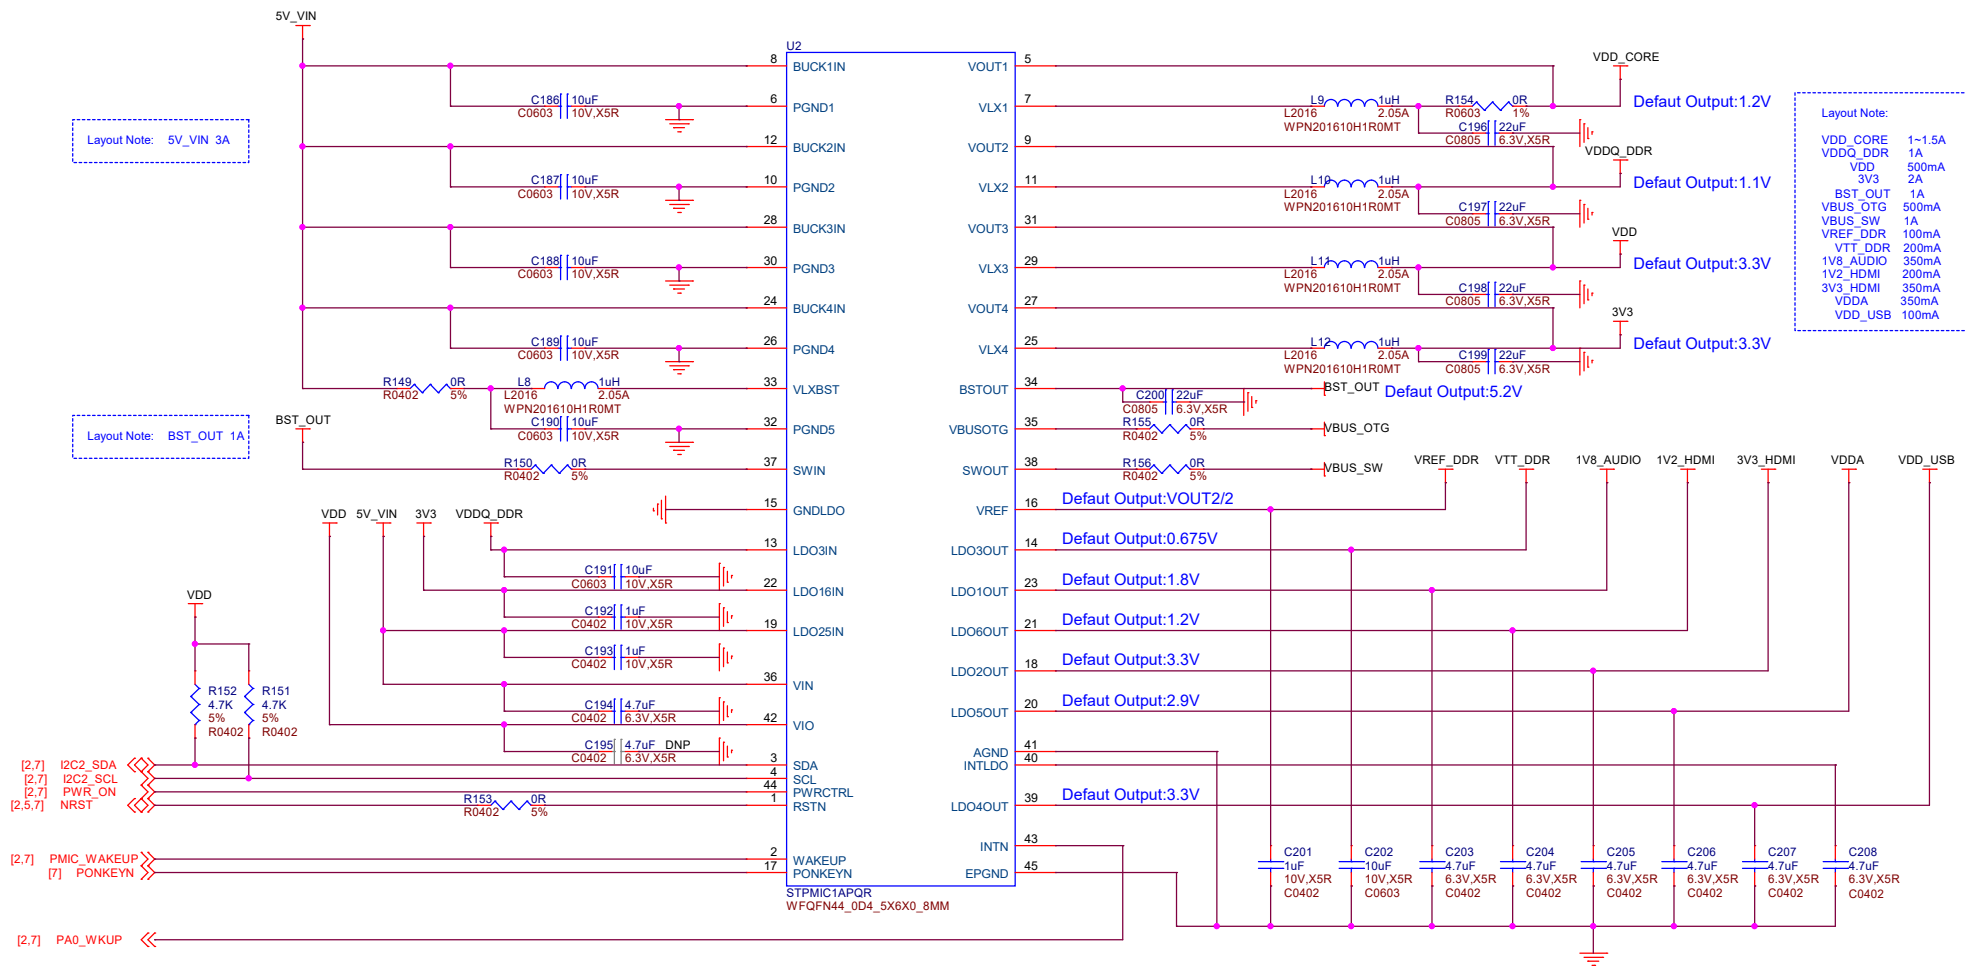 5V_VIN
Layout Note: 5V_VIN 3A
C186 10uF
C0603 10V,X5R
C187 10uF
C0603 10V,X5R
C188 10uF
C0603 10V,X5R
C189 10uF
C0603 10V,X5R
R149 0R
R0402 5%
L8 1uH
L2016 2.05A
WPN201610H1R0MT
C190 10uF
C0603 10V,X5R
BST_OUT
Layout Note: BST_OUT 1A
R150 0R
R0402 5%
VDD 5V_VIN 3V3 VDDQ_DDR
C191 10uF
C0603 10V,X5R
C192 1uF
C0402 10V,X5R
C193 1uF
C0402 10V,X5R
C194 4.7uF
C0402 6.3V,X5R
C195 4.7uF DNP
C0402 6.3V,X5R
VDD
R152 R151
4.7K 4.7K
5% 5%
R0402 R0402
[2,7] I2C2_SDA
[2,7] I2C2_SCL
[2,7] PWR_ON
[2,5,7] NRST
R153 0R
R0402 5%
[2,7] PMIC_WAKEUP
[7] PONKEYN
[2,7] PA0_WKUP
U2
8 BUCK1IN
6 PGND1
12 BUCK2IN
10 PGND2
28 BUCK3IN
30 PGND3
24 BUCK4IN
26 PGND4
33 VLXBST
32 PGND5
37 SWIN
15 GNDLDO
13 LDO3IN
22 LDO16IN
19 LDO25IN
36 VIN
42 VIO
3 SDA
4 SCL
44 PWRCTRL
1 RSTN
2 WAKEUP
17 PONKEYN
STPMIC1APQR
WFQFN44_0D4_5X6X0_8MM
VOUT1 5
VLX1 7
VOUT2 9
VLX2 11
VOUT3 31
VLX3 29
VOUT4 27
VLX4 25
BSTOUT 34
VBUSOTG 35
SWOUT 38
VREF 16
LDO3OUT 14
LDO1OUT 23
LDO6OUT 21
LDO2OUT 18
LDO5OUT 20
AGND 41
INTLDO 40
LDO4OUT 39
INTN 43
EPGND 45
VDD_CORE
L9 1uH
L2016 2.05A
WPN201610H1R0MT
R154 0R
R0603 1%
Defaut Output:1.2V
C196 22uF
C0805 6.3V,X5R
VDDQ_DDR
L10 1uH
L2016 2.05A
WPN201610H1R0MT
Defaut Output:1.1V
C197 22uF
C0805 6.3V,X5R
VDD
L11 1uH
L2016 2.05A
WPN201610H1R0MT
Defaut Output:3.3V
C198 22uF
C0805 6.3V,X5R
3V3
L12 1uH
L2016 2.05A
WPN201610H1R0MT
Defaut Output:3.3V
C199 22uF
C0805 6.3V,X5R
BST_OUT Defaut Output:5.2V
C200 22uF
C0805 6.3V,X5R
R155 0R
R0402 5%
VBUS_OTG
R156 0R
R0402 5%
VBUS_SW
VREF_DDR VTT_DDR 1V8_AUDIO 1V2_HDMI 3V3_HDMI VDDA VDD_USB
Defaut Output:VOUT2/2
Defaut Output:0.675V
Defaut Output:1.8V
Defaut Output:1.2V
Defaut Output:3.3V
Defaut Output:2.9V
Defaut Output:3.3V
C201 C202 C203 C204 C205 C206 C207 C208
1uF 10uF 4.7uF 4.7uF 4.7uF 4.7uF 4.7uF 4.7uF
10V,X5R 10V,X5R 6.3V,X5R 6.3V,X5R 6.3V,X5R 6.3V,X5R 6.3V,X5R 6.3V,X5R
C0402 C0603 C0402 C0402 C0402 C0402 C0402 C0402
Layout Note:
VDD_CORE 1~1.5A
VDDQ_DDR 1A
VDD 500mA
3V3 2A
BST_OUT 1A
VBUS_OTG 500mA
VBUS_SW 1A
VREF_DDR 100mA
VTT_DDR 200mA
1V8_AUDIO 350mA
1V2_HDMI 200mA
3V3_HDMI 350mA
VDDA 350mA
VDD_USB 100mA